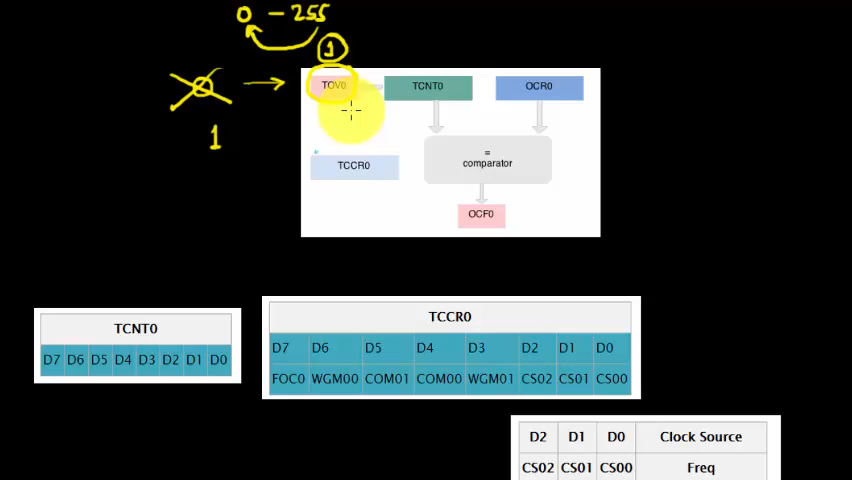 0 - 255
1
0
1
TOV0
TCNT0
OCR0
=
comparator
TCCR0
OCF0
TCNT0
D7 D6 D5 D4 D3 D2 D1 D0
TCCR0
D7 D6 D5 D4 D3 D2 D1 D0
FOC0 WGM00 COM01 COM00 WGM01 CS02 CS01 CS00
D2 D1 D0 Clock Source
CS02 CS01 CS00 Freq